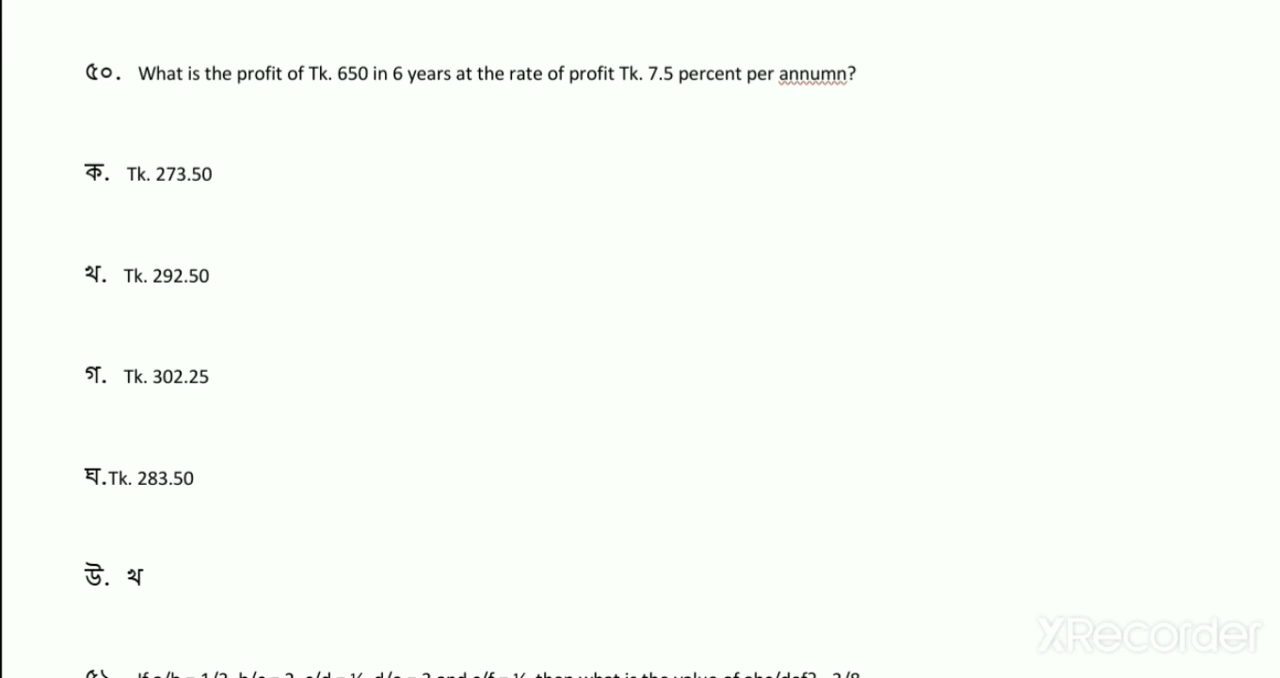 ৫০. What is the profit of Tk. 650 in 6 years at the rate of profit Tk. 7.5 percent per annumn?
ক. Tk. 273.50
খ. Tk. 292.50
গ. Tk. 302.25
ঘ.Tk. 283.50
উ. খ
XRecorder